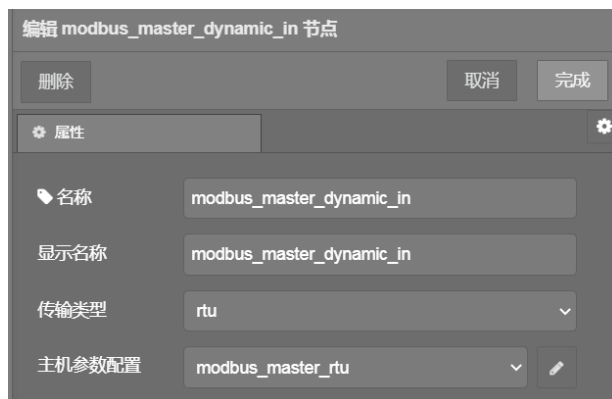 编辑 modbus_master_dynamic_in 节点
删除 取消 完成
属性
名称 modbus_master_dynamic_in
显示名称 modbus_master_dynamic_in
传输类型 rtu
主机参数配置 modbus_master_rtu